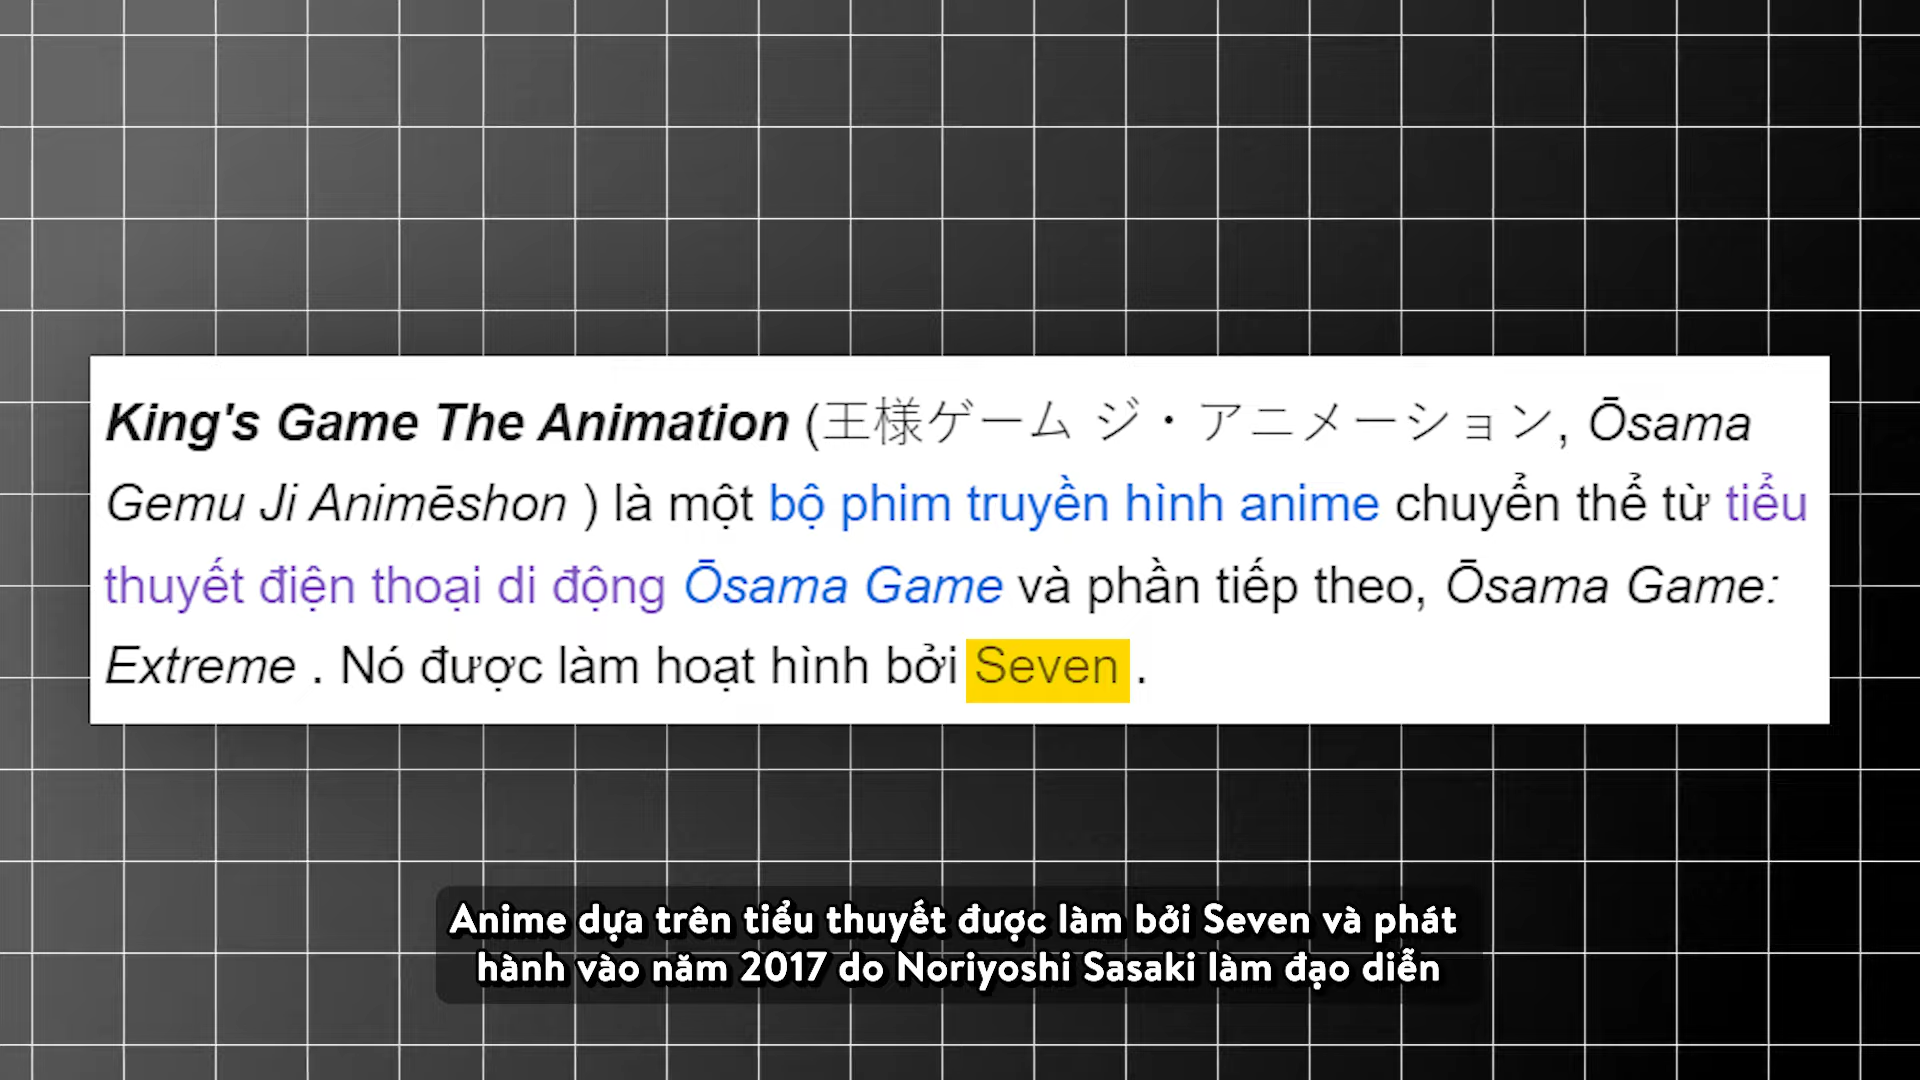 King's Game The Animation (王様ゲーム ジ・アニメーション, Ōsama
Gemu Ji Animēshon ) là một bộ phim truyền hình anime chuyển thể từ tiểu
thuyết điện thoại di động Ōsama Game và phần tiếp theo, Ōsama Game:
Extreme . Nó được làm hoạt hình bởi Seven .
Anime dựa trên tiểu thuyết được làm bởi Seven và phát
hành vào năm 2017 do Noriyoshi Sasaki làm đạo diễn